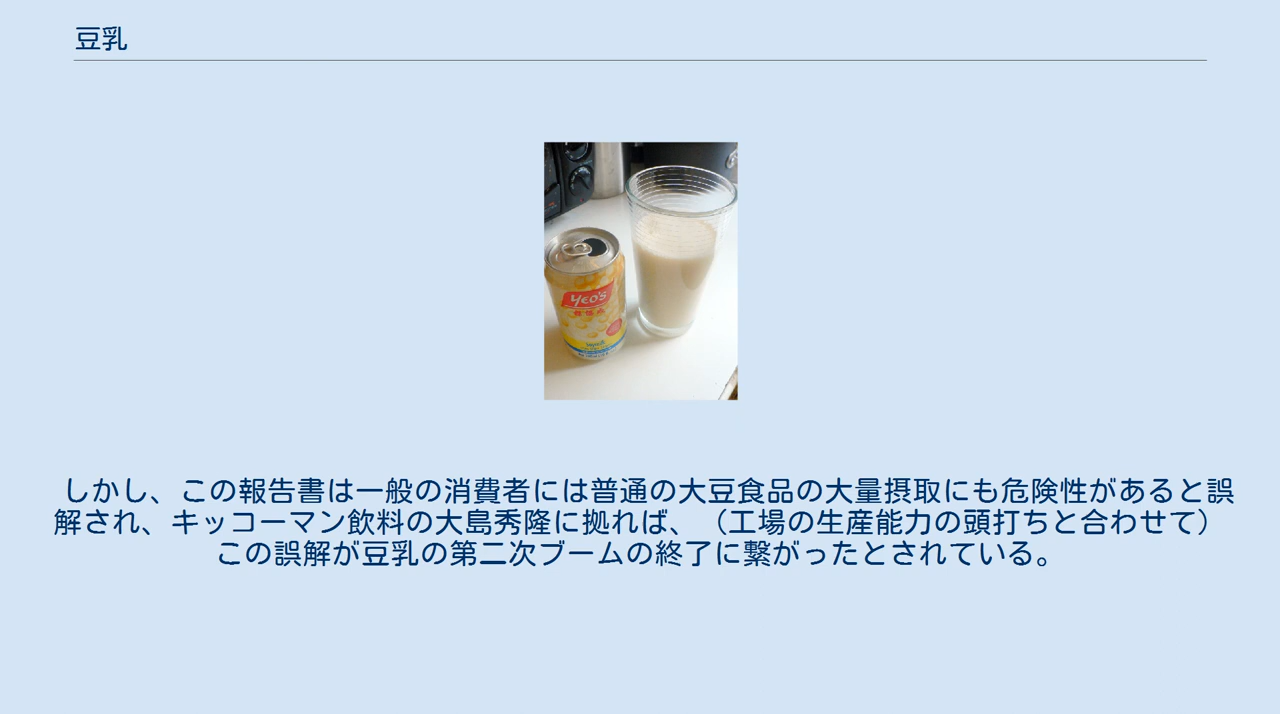 豆乳
YEO'S
しかし、この報告書は一般の消費者には普通の大豆食品の大量摂取にも危険性があると誤
解され、キッコーマン飲料の大島秀隆に拠れば、（工場の生産能力の頭打ちと合わせて）
この誤解が豆乳の第二次ブームの終了に繋がったとされている。